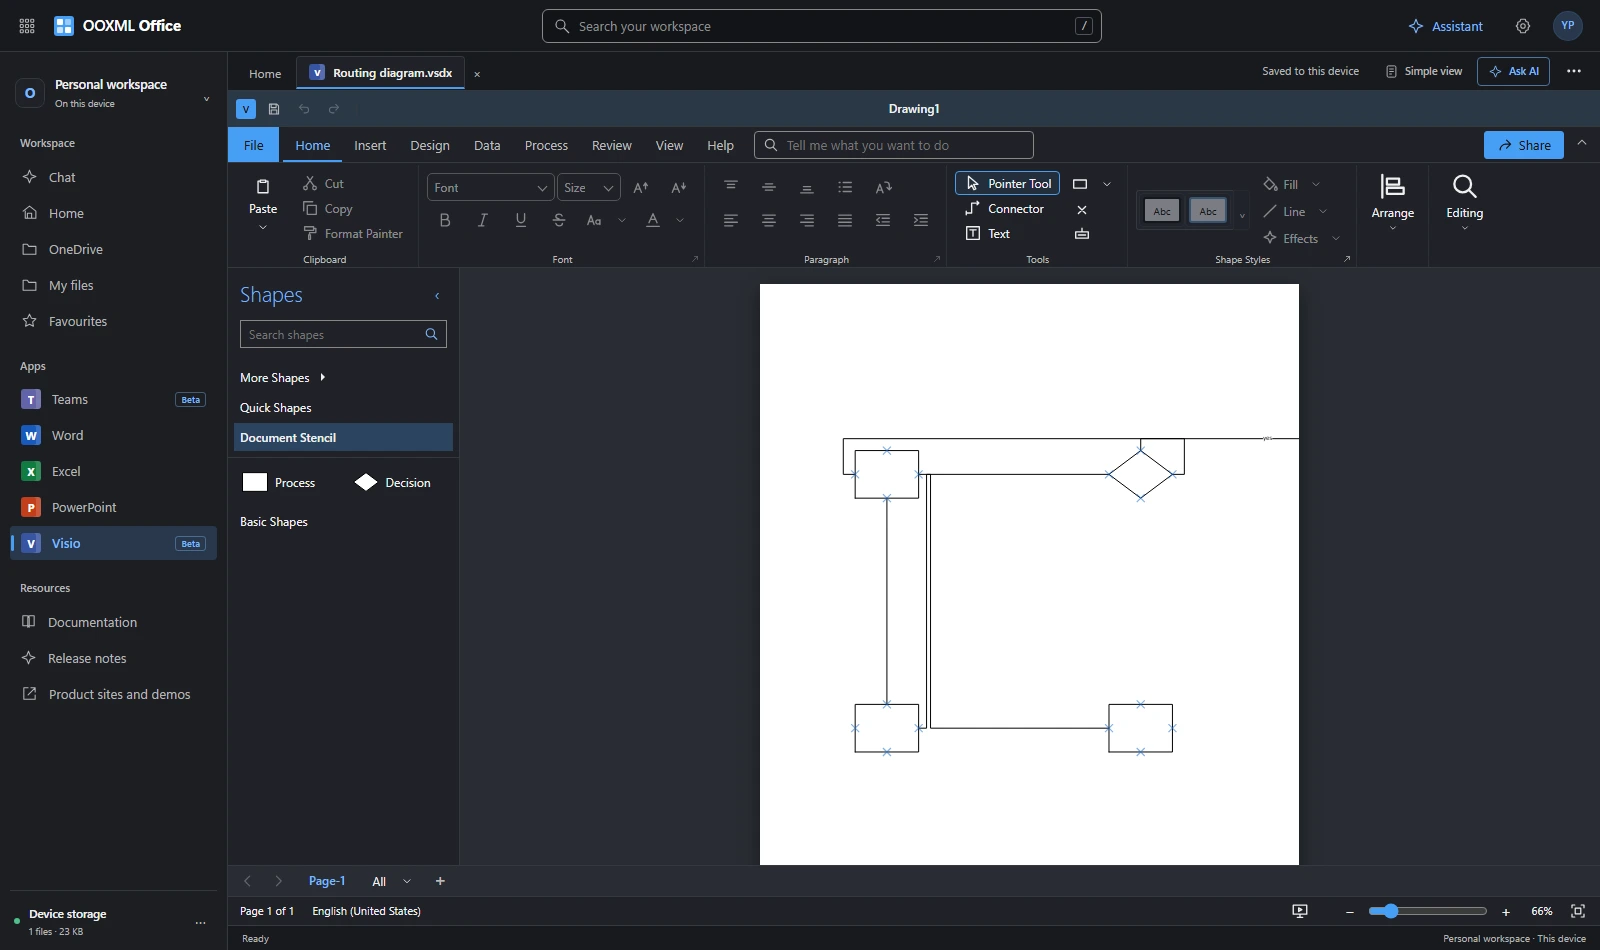 OOXML Office
Search your workspace
/
Assistant
YP
O
Personal workspace
On this device
Workspace
Chat
Home
OneDrive
My files
Favourites
Apps
T Teams Beta
W Word
X Excel
P PowerPoint
V Visio Beta
Resources
Documentation
Release notes
Product sites and demos
Device storage
1 files · 23 KB
Home
V Routing diagram.vsdx ×
Saved to this device
Simple view
Ask AI
V
Drawing1
File Home Insert Design Data Process Review View Help
Tell me what you want to do
Share
Paste
Cut
Copy
Format Painter
Clipboard
Font
Size
A A
B I U S Aa A
Font
Paragraph
Pointer Tool
Connector
Text
Tools
Abc Abc
Fill
Line
Effects
Shape Styles
Arrange
Editing
Shapes
Search shapes
More Shapes
Quick Shapes
Document Stencil
Process Decision
Basic Shapes
yes
Page-1 All +
Page 1 of 1 English (United States)
66%
Ready
Personal workspace · This device